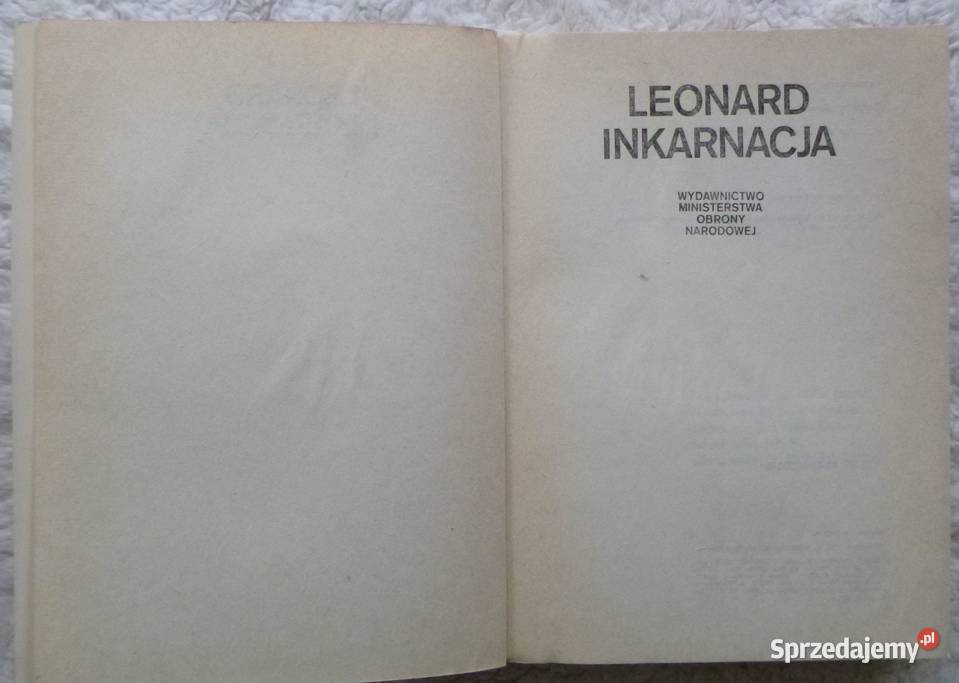 LEONARD
INKARNACJA
WYDAWNICTWO
MINISTERSTWA
OBRONY
NARODOWEJ
Sprzedajemy.pl